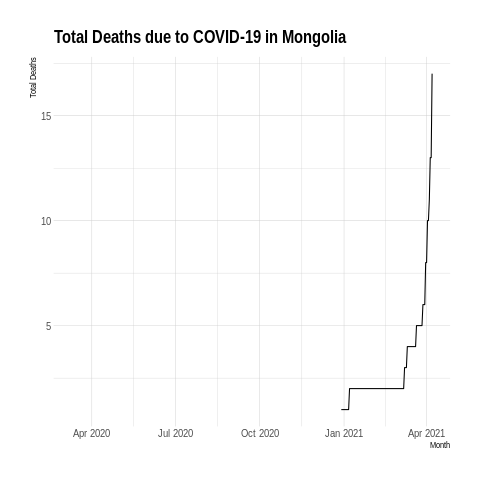 Total Deaths due to COVID-19 in Mongolia
Total Deaths
15
10
5
Apr 2020
Jul 2020
Oct 2020
Jan 2021
Apr 2021
Month